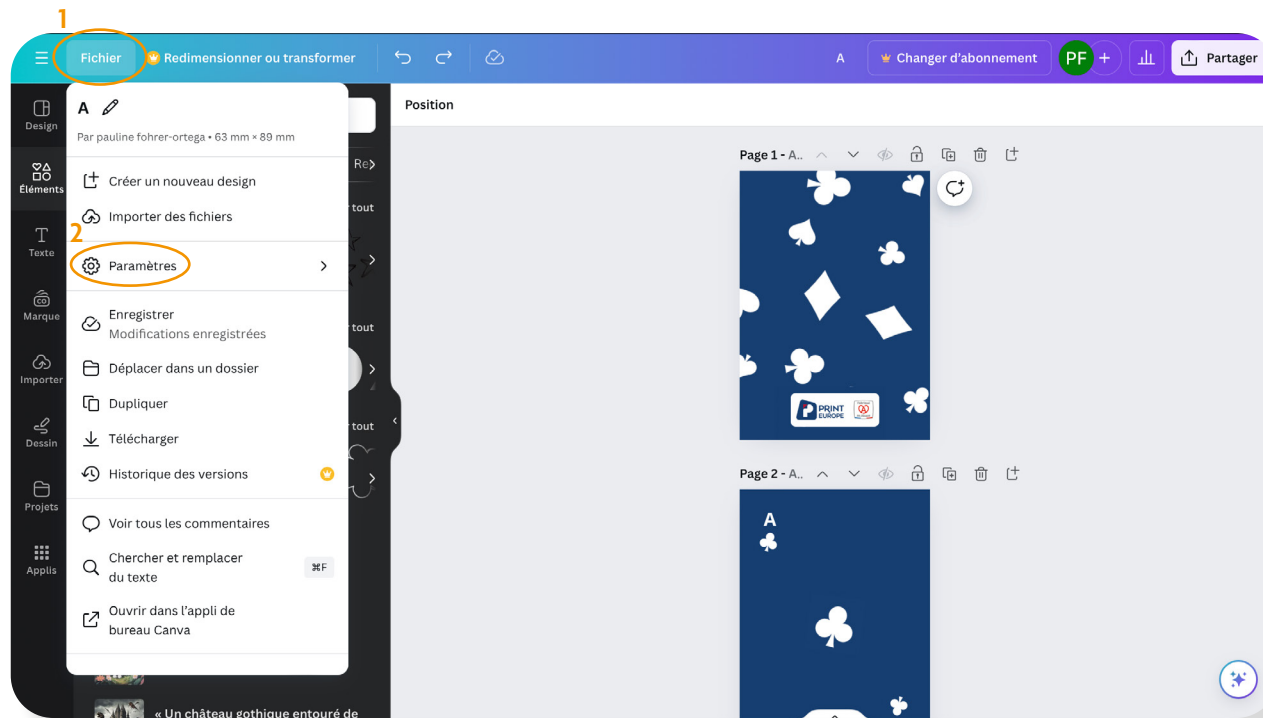 1
Fichier
Redimensionner ou transformer
A
Changer d'abonnement
PF
+
Partager
Design
Éléments
Texte
Marque
Importer
Dessin
Projets
Applis
A
Par pauline fohrer-ortega • 63 mm × 89 mm
Créer un nouveau design
Importer des fichiers
2
Paramètres
Enregistrer
Modifications enregistrées
Déplacer dans un dossier
Dupliquer
Télécharger
Historique des versions
Voir tous les commentaires
Chercher et remplacer
du texte
⌘F
Ouvrir dans l'appli de
bureau Canva
tout
tout
tout
« Un château gothique entouré de
Position
Page 1 - A..
PRINT
EUROPE
Page 2 - A..
A